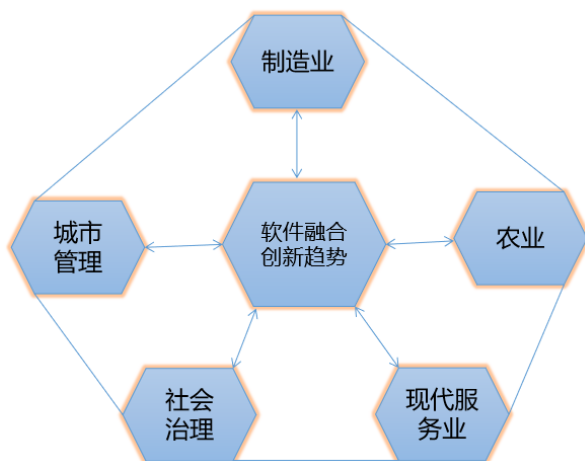 制造业
城市
管理
软件融合
创新趋势
农业
社会
治理
现代服
务业